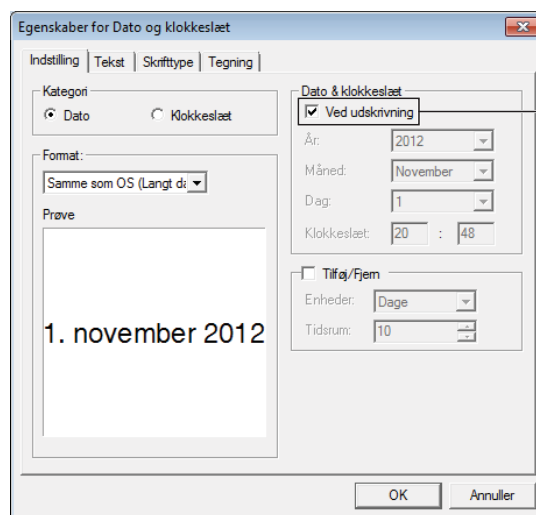 Egenskaber for Dato og klokkeslæt
Indstilling Tekst Skrifttype Tegning
Kategori
Dato Klokkeslæt
Format:
Samme som OS (Langt da
Prøve
1. november 2012
Dato & klokkeslæt
Ved udskrivning
År: 2012
Måned: November
Dag: 1
Klokkeslæt: 20 : 48
Tilføj/Fjern
Enheder: Dage
Tidsrum: 10
OK Annuller